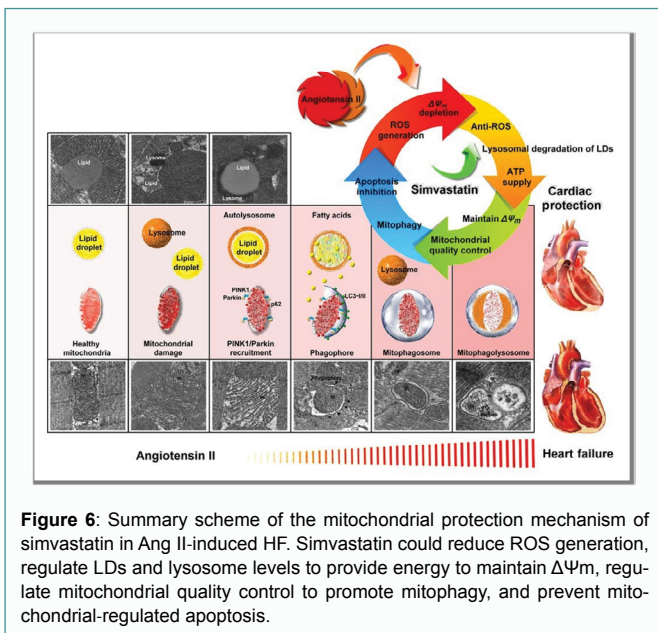 Angiotensin II
ΔΨm
depletion
ROS
generation
Anti-ROS
Lysosomal degradation of LDs
ATP
supply
Simvastatin
Apoptosis
inhibition
Maintain ΔΨm
Mitophagy
Mitochondrial
quality control
Cardiac
protection
Lipid
Lysome
Lipid
Lipid
Lysome
Autolysosome
Fatty acids
Lipid
droplet
Lysosome
Lipid
droplet
Lipid
droplet
Lysosome
PINK1
Parkin
p62
LC3-I/II
Healthy
mitochondria
Mitochondrial
damage
PINK1/Parkin
recruitment
Phagophore
Mitophagosome
Mitophagolysosome
Phagophore
Angiotensin II
Heart failure
Figure 6: Summary scheme of the mitochondrial protection mechanism of
simvastatin in Ang II-induced HF. Simvastatin could reduce ROS generation,
regulate LDs and lysosome levels to provide energy to maintain ΔΨm, regu-
late mitochondrial quality control to promote mitophagy, and prevent mito-
chondrial-regulated apoptosis.